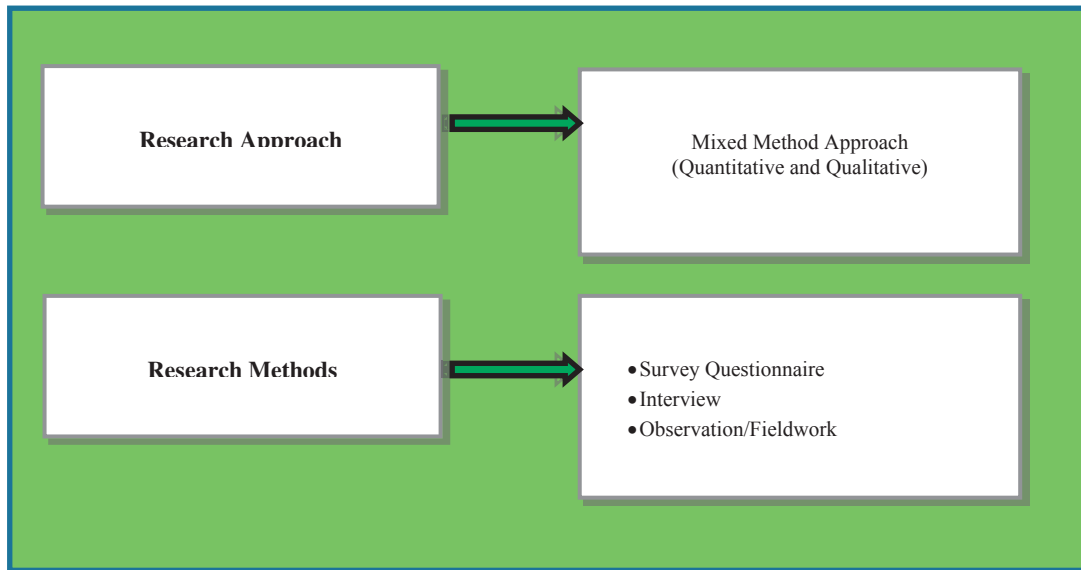 Research Approach
Mixed Method Approach
(Quantitative and Qualitative)
Research Methods
•Survey Questionnaire
•Interview
•Observation/Fieldwork